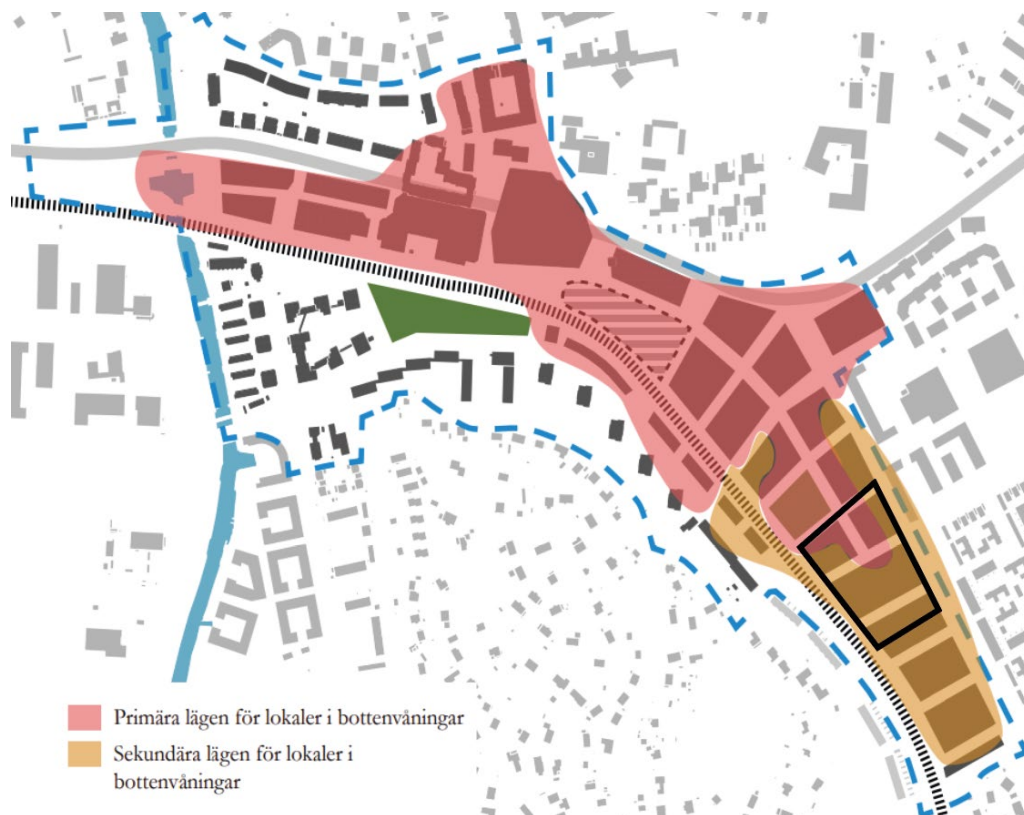 Primära lägen för lokaler i bottenvåningar
Sekundära lägen för lokaler i
bottenvåningar